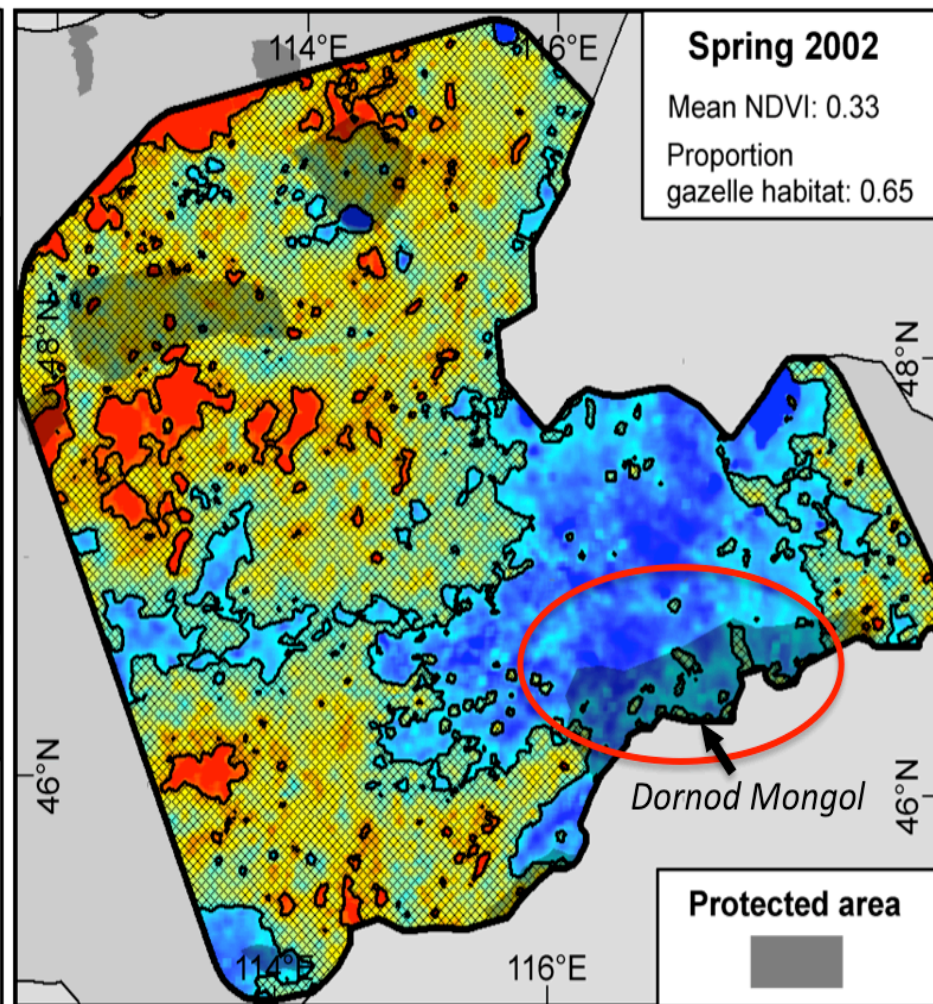 114°E
116°E
Spring 2002
Mean NDVI: 0.33
Proportion
gazelle habitat: 0.65
48°N
48°N
46°N
46°N
Dornod Mongol
Protected area
114°E
116°E